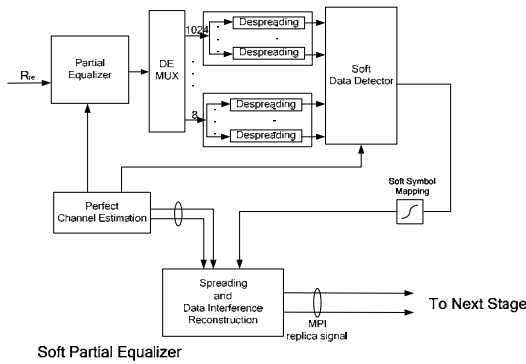 1024
Despreading
Despreading
Partial
Equalizer
DE
MUX
Soft
Data Detector
Rre
8
Despreading
Despreading
Soft Symbol
Mapping
Perfect
Channel Estimation
Spreading
and
Data Interference
Reconstruction
MPI
replica signal
To Next Stage
Soft Partial Equalizer